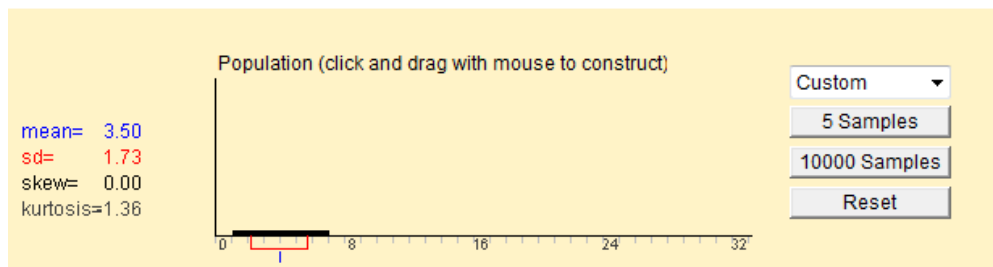 Population (click and drag with mouse to construct)
Custom
5 Samples
mean= 3.50
sd= 1.73
10000 Samples
skew= 0.00
kurtosis=1.36
Reset
0 8 16 24 32